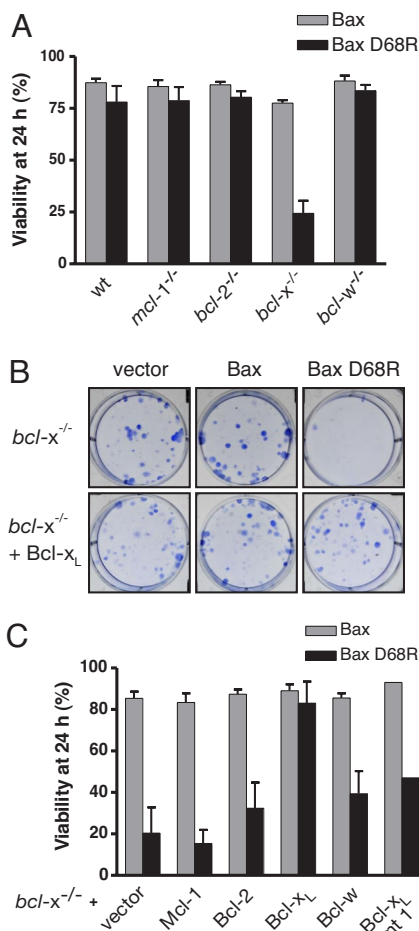 A
Bax
Bax D68R
Viability at 24 h (%)
100
75
50
25
0
wt
mcl-1-/-
bcl-2-/-
bcl-x-/-
bcl-w-/-
B
vector
Bax
Bax D68R
bcl-x-/-
bcl-x-/-
+ Bcl-xL
C
Bax
Bax D68R
Viability at 24 h (%)
100
80
60
40
20
0
bcl-x-/- +
vector
Mcl-1
Bcl-2
Bcl-xL
Bcl-w
Bcl-xL
1